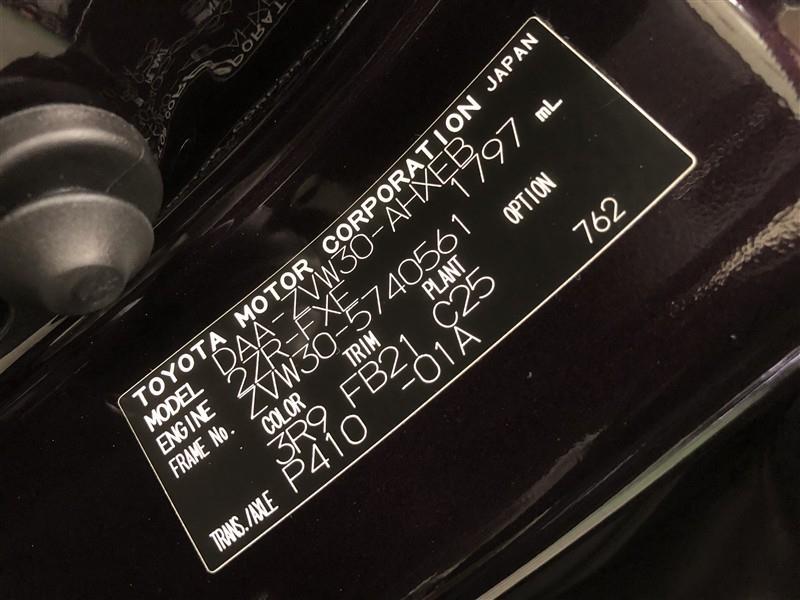 TOYOTA MOTOR CORPORATION JAPAN
MODEL DAA-ZVW30-AHXEB
ENGINE 2ZR-FXE 1797 mL
FRAME No. ZVW30-5740561
COLOR TRIM PLANT OPTION
3R9 FB21 C25 762
TRANS./AXLE P410 -01A